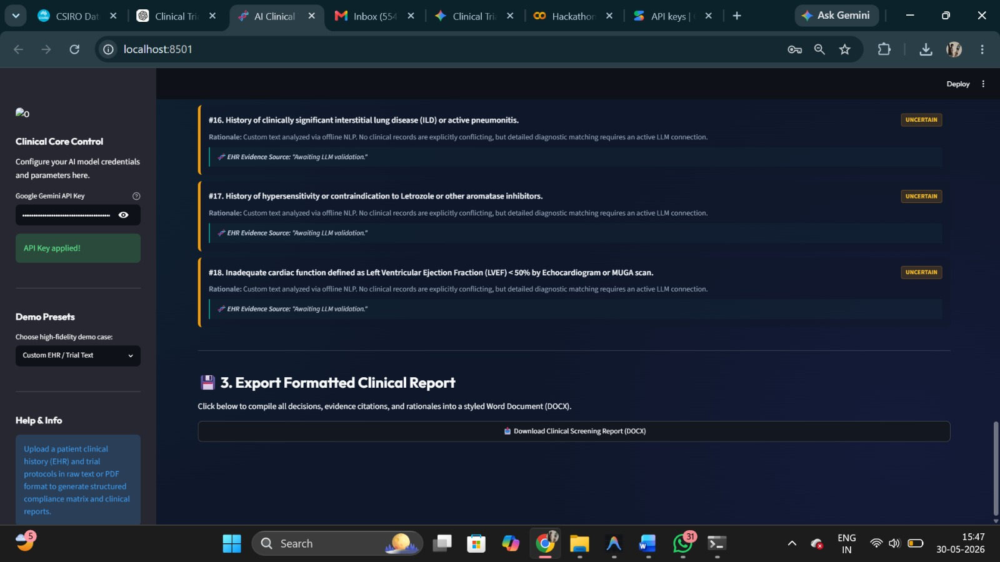 CSIRO Dat
Clinical Tria
AI Clinical
Inbox (554
Clinical Tria
Hackathon
API keys |
Ask Gemini
localhost:8501
Deploy
0
Clinical Core Control
Configure your AI model credentials
and parameters here.
Google Gemini API Key
API Key applied!
Demo Presets
Choose high-fidelity demo case:
Custom EHR / Trial Text
Help & Info
Upload a patient clinical
history (EHR) and trial
protocols in raw text or PDF
format to generate structured
compliance matrix and clinical
reports.
#16. History of clinically significant interstitial lung disease (ILD) or active pneumonitis.
UNCERTAIN
Rationale: Custom text analyzed via offline NLP. No clinical records are explicitly conflicting, but detailed diagnostic matching requires an active LLM connection.
EHR Evidence Source: "Awaiting LLM validation."
#17. History of hypersensitivity or contraindication to Letrozole or other aromatase inhibitors.
UNCERTAIN
Rationale: Custom text analyzed via offline NLP. No clinical records are explicitly conflicting, but detailed diagnostic matching requires an active LLM connection.
EHR Evidence Source: "Awaiting LLM validation."
#18. Inadequate cardiac function defined as Left Ventricular Ejection Fraction (LVEF) < 50% by Echocardiogram or MUGA scan.
UNCERTAIN
Rationale: Custom text analyzed via offline NLP. No clinical records are explicitly conflicting, but detailed diagnostic matching requires an active LLM connection.
EHR Evidence Source: "Awaiting LLM validation."
3. Export Formatted Clinical Report
Click below to compile all decisions, evidence citations, and rationales into a styled Word Document (DOCX).
Download Clinical Screening Report (DOCX)
5
Search
31
ENG
IN
15:47
30-05-2026